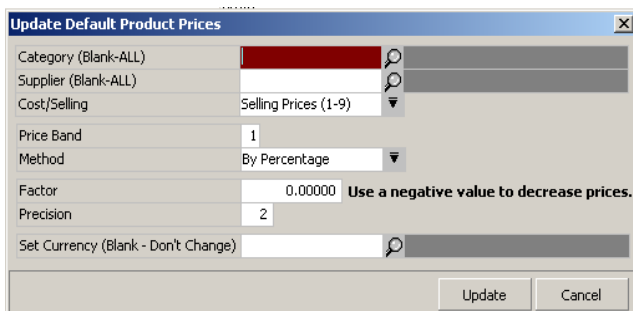 Update Default Product Prices
Category (Blank-ALL)
Supplier (Blank-ALL)
Cost/Selling Selling Prices (1-9)
Price Band 1
Method By Percentage
Factor 0.00000 Use a negative value to decrease prices.
Precision 2
Set Currency (Blank - Don't Change)
Update Cancel